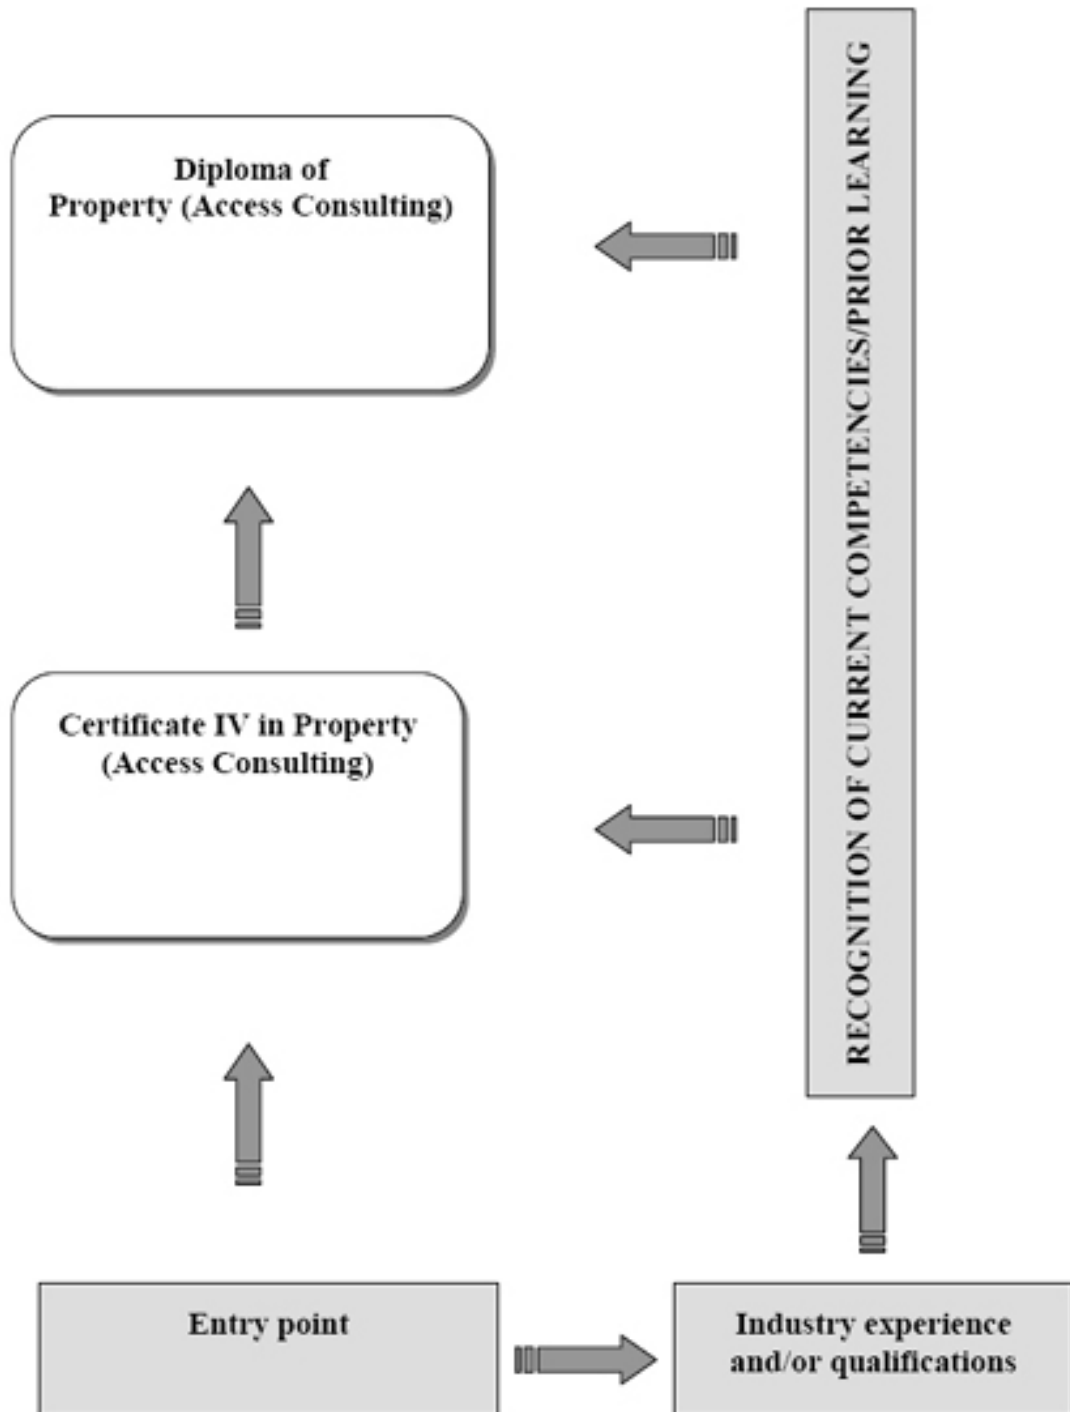 Diploma of
Property (Access Consulting)
RECOGNITION OF CURRENT COMPETENCIES/PRIOR LEARNING
Certificate IV in Property
(Access Consulting)
Entry point
Industry experience
and/or qualifications